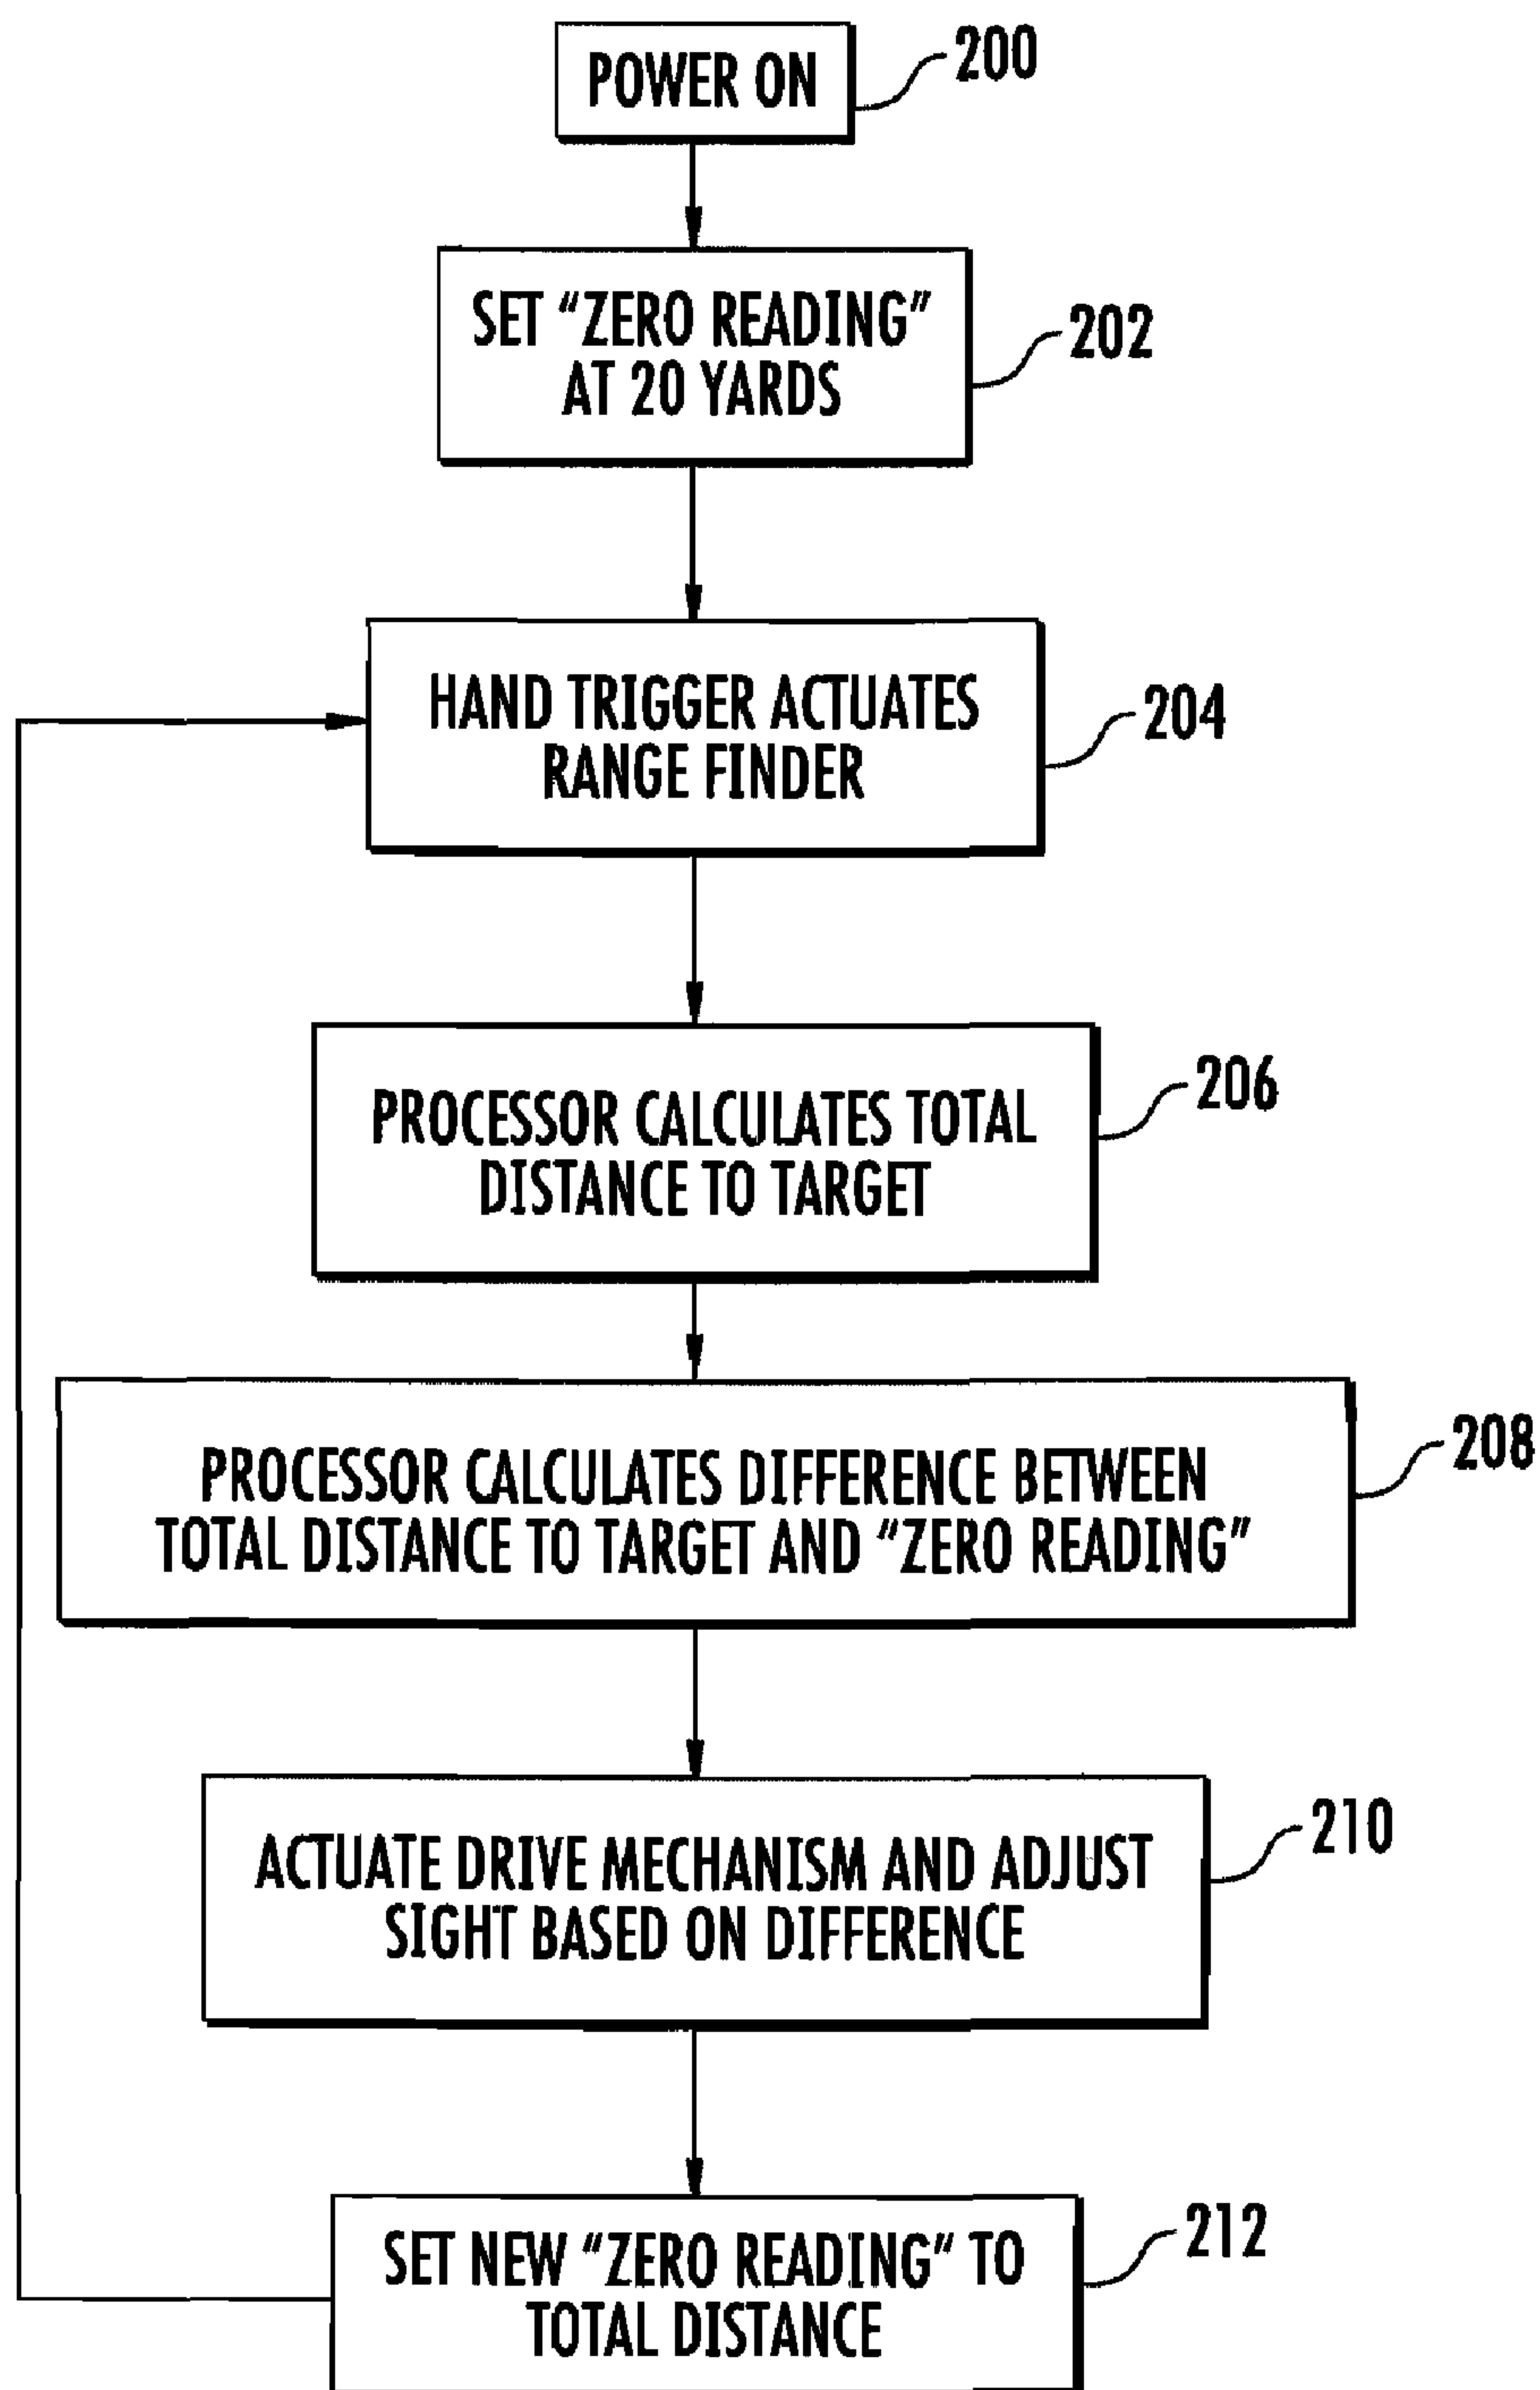 POWER ON
200
SET “ZERO READING”
AT 20 YARDS
202
HAND TRIGGER ACTUATES
RANGE FINDER
204
PROCESSOR CALCULATES TOTAL
DISTANCE TO TARGET
206
PROCESSOR CALCULATES DIFFERENCE BETWEEN
TOTAL DISTANCE TO TARGET AND “ZERO READING”
208
ACTUATE DRIVE MECHANISM AND ADJUST
SIGHT BASED ON DIFFERENCE
210
SET NEW “ZERO READING” TO
TOTAL DISTANCE
212